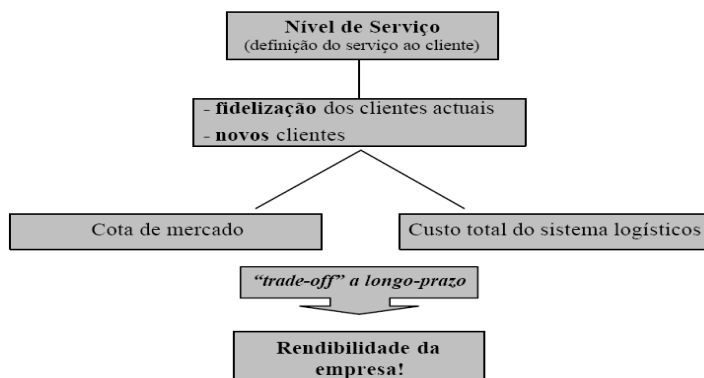 Nível de Serviço
(definição do serviço ao cliente)
- fidelização dos clientes actuais
- novos clientes
Cota de mercado
Custo total do sistema logísticos
“trade-off” a longo-prazo
Rendibilidade da
empresa!